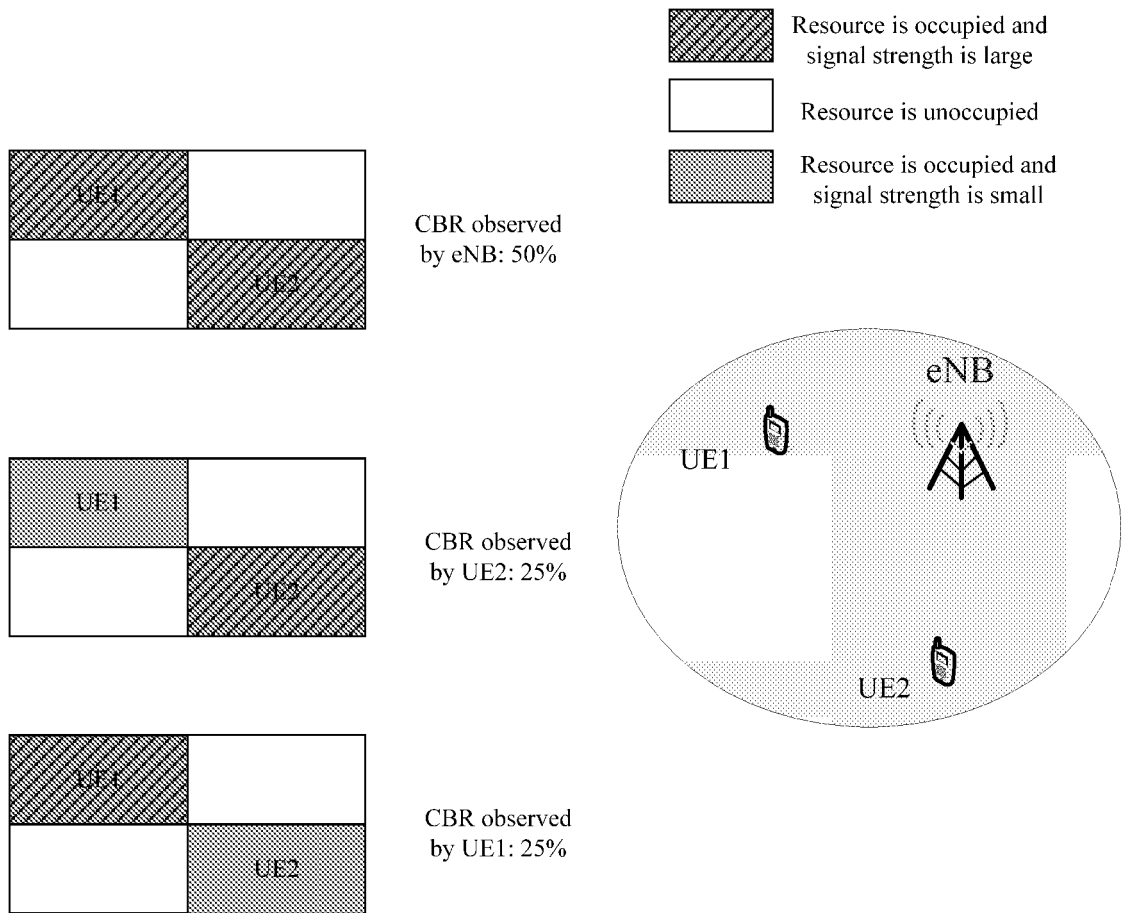 Resource is occupied and
signal strength is large
Resource is unoccupied
Resource is occupied and
signal strength is small
UE1
UE2
CBR observed
by eNB: 50%
UE1
UE2
CBR observed
by UE2: 25%
UE1
UE2
CBR observed
by UE1: 25%
eNB
UE1
UE2